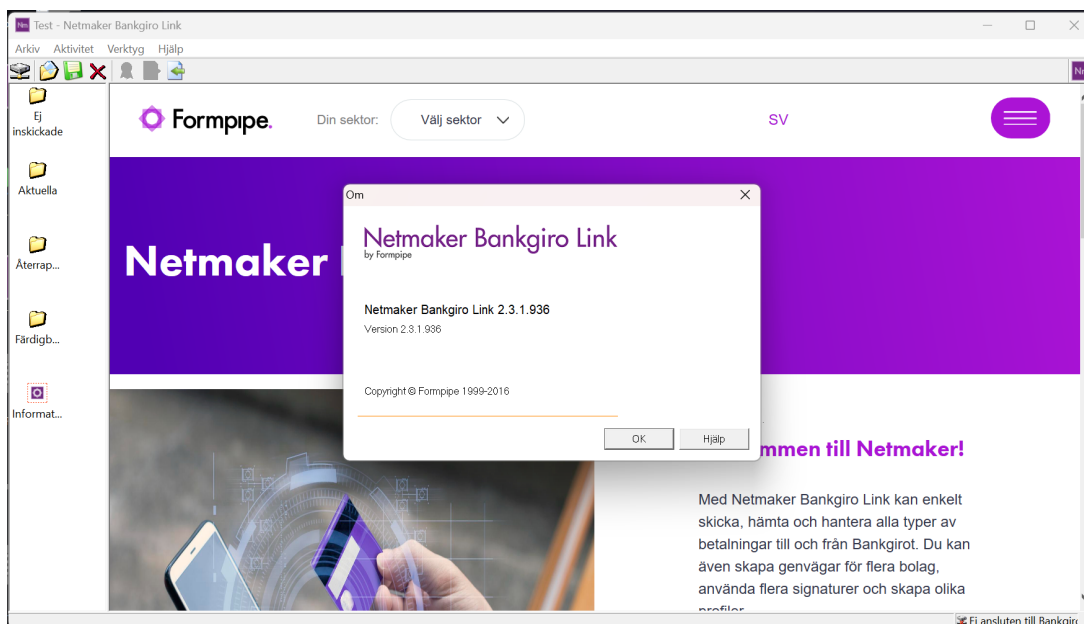 Nm Test - Netmaker Bankgiro Link
Arkiv Aktivitet Verktyg Hjälp
Ej
inskickade
Aktuella
Återrap...
Färdigb...
Informat...
Formpipe.
Din sektor:
Välj sektor
SV
Netmaker
Om
Netmaker Bankgiro Link
by Formpipe
Netmaker Bankgiro Link 2.3.1.936
Version 2.3.1.936
Copyright © Formpipe 1999-2016
OK
Hjälp
mmen till Netmaker!
Med Netmaker Bankgiro Link kan enkelt
skicka, hämta och hantera alla typer av
betalningar till och från Bankgirot. Du kan
även skapa genvägar för flera bolag,
använda flera signaturer och skapa olika
profiler
Ej ansluten till Bankgiro